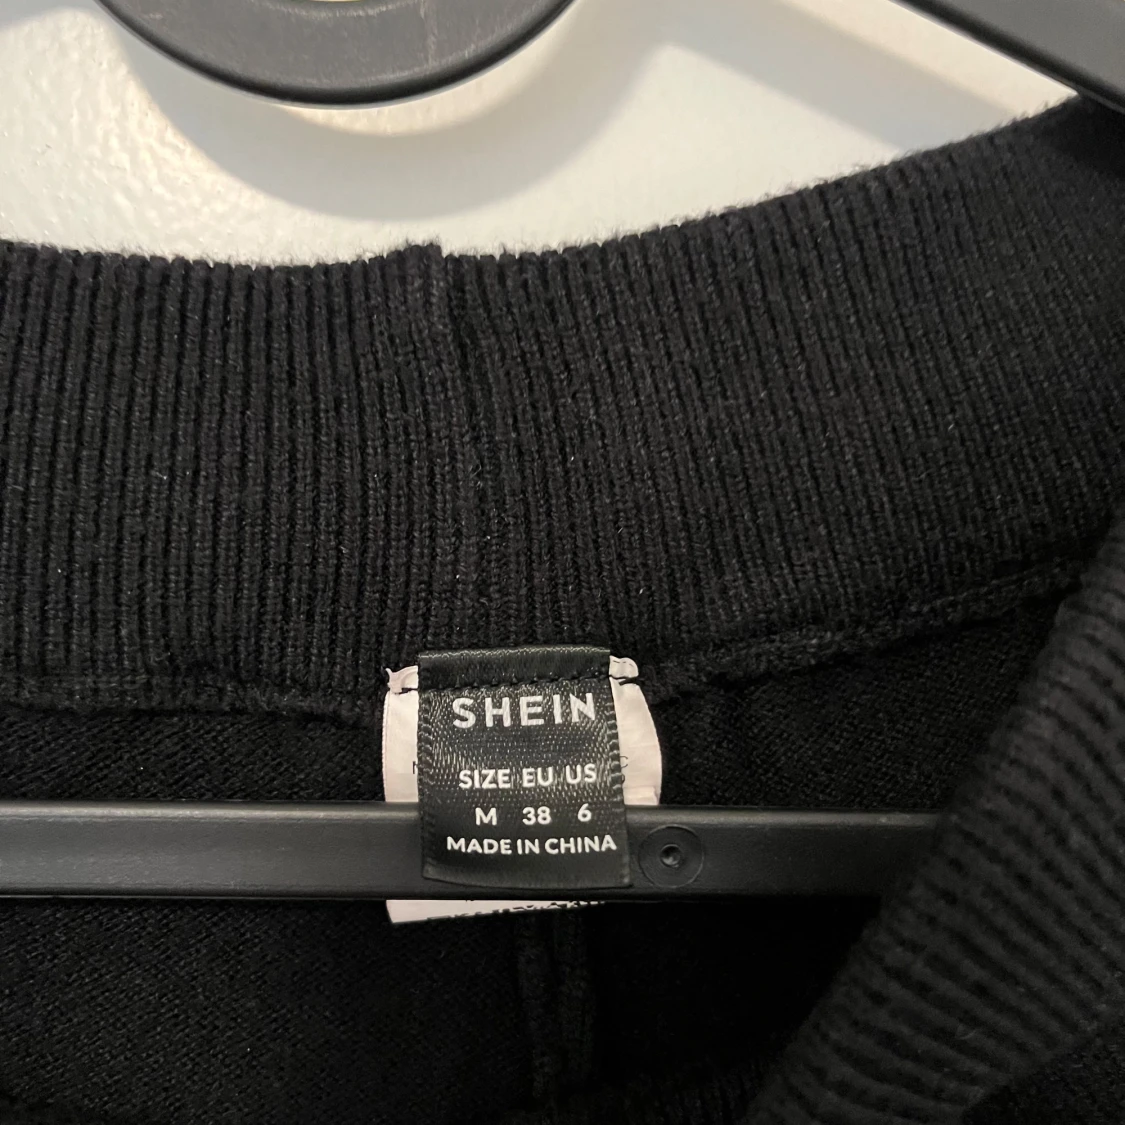 SHEIN
SIZE EU US
M 38 6
MADE IN CHINA